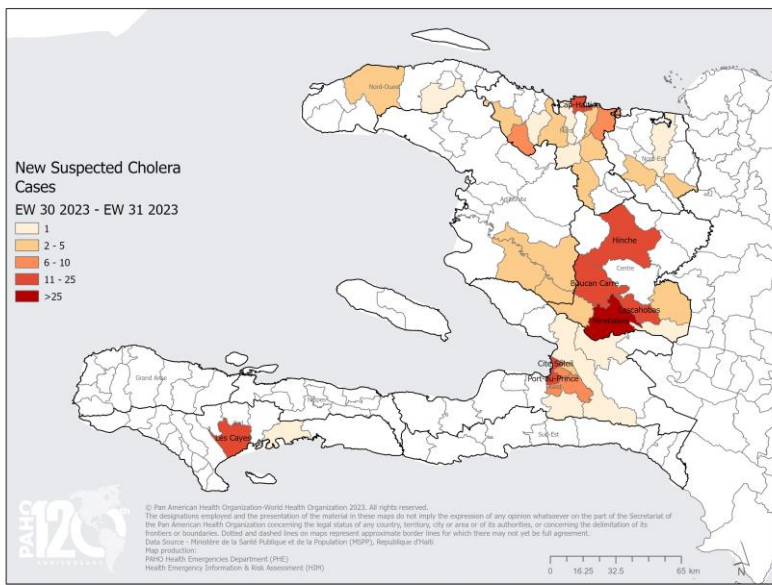 Nord-Ouest
Cap-Haitien
Nord
Nord-Est
New Suspected Cholera
Cases
EW 30 2023 - EW 31 2023
1
2 - 5
6 - 10
11 - 25
>25
Artibonite
Hinche
Centre
Boucan Carre
Lascahobas
Mirebalais
Cite Soleil
Port-au-Prince
Grand Anse
Nippes
Les Cayes
Sud-Est
PAHO
120
ANNIVERSARY
© Pan American Health Organization-World Health Organization 2023. All rights reserved.
The designations employed and the presentation of the material in these maps do not imply the expression of any opinion whatsoever on the part of the Secretariat of
the Pan American Health Organization concerning the legal status of any country, territory, city or area or of its authorities, or concerning the delimitation of its
frontiers or boundaries. Dotted and dashed lines on maps represent approximate border lines for which there may not yet be full agreement.
Data Source - Ministère de la Santé Publique et de la Population (MSPP), Republique d'Haïti.
Map production:
PAHO Health Emergencies Department (PHE)
Health Emergency Information & Risk Assessment (HIM)
0 16.25 32.5 65 km
N